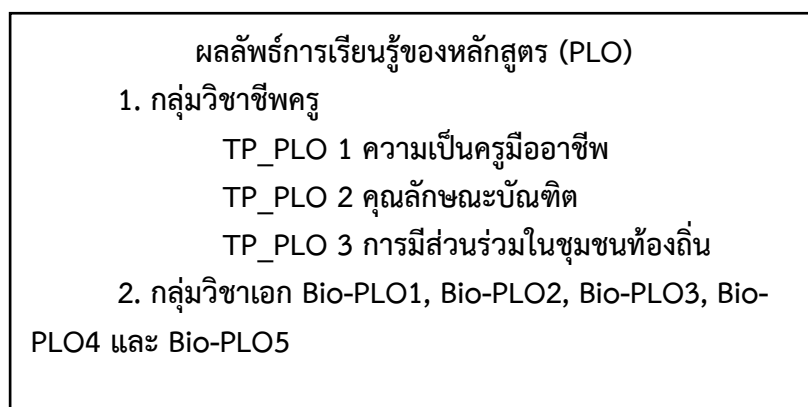 ผลลัพธ์การเรียนรู้ของหลักสูตร (PLO)
1. กลุ่มวิชาชีพครู
TP_PLO 1 ความเป็นครูมืออาชีพ
TP_PLO 2 คุณลักษณะบัณฑิต
TP_PLO 3 การมีส่วนร่วมในชุมชนท้องถิ่น
2. กลุ่มวิชาเอก Bio-PLO1, Bio-PLO2, Bio-PLO3, Bio-
PLO4 และ Bio-PLO5